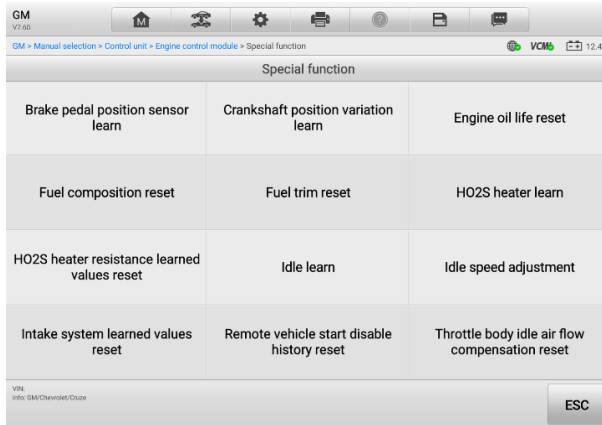 GM
V7.60
GM > Manual selection > Control unit > Engine control module > Special function
VCMI
12.4
Special function
Brake pedal position sensor
learn
Crankshaft position variation
learn
Engine oil life reset
Fuel composition reset
Fuel trim reset
HO2S heater learn
HO2S heater resistance learned
values reset
Idle learn
Idle speed adjustment
Intake system learned values
reset
Remote vehicle start disable
history reset
Throttle body idle air flow
compensation reset
VIN:
Info: GM/Chevrolet/Cruze
ESC